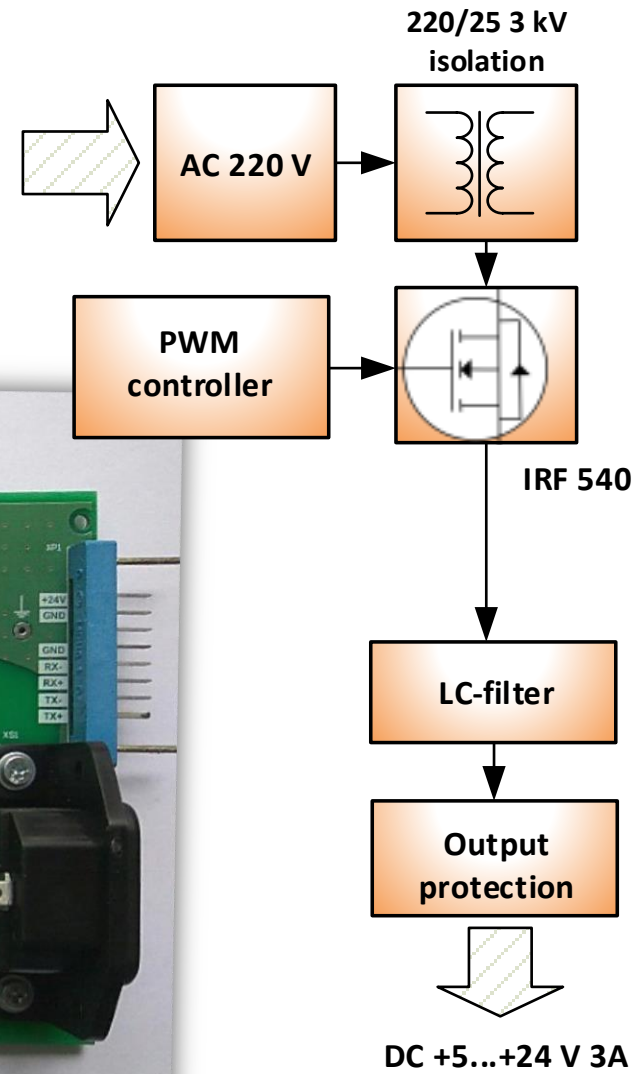 220/25 3 kV
isolation
AC 220 V
PWM
controller
IRF 540
XP1
+24V
GND
GND
RX-
RX+
TX-
TX+
XS1
LC-filter
Output
protection
DC +5...+24 V 3A